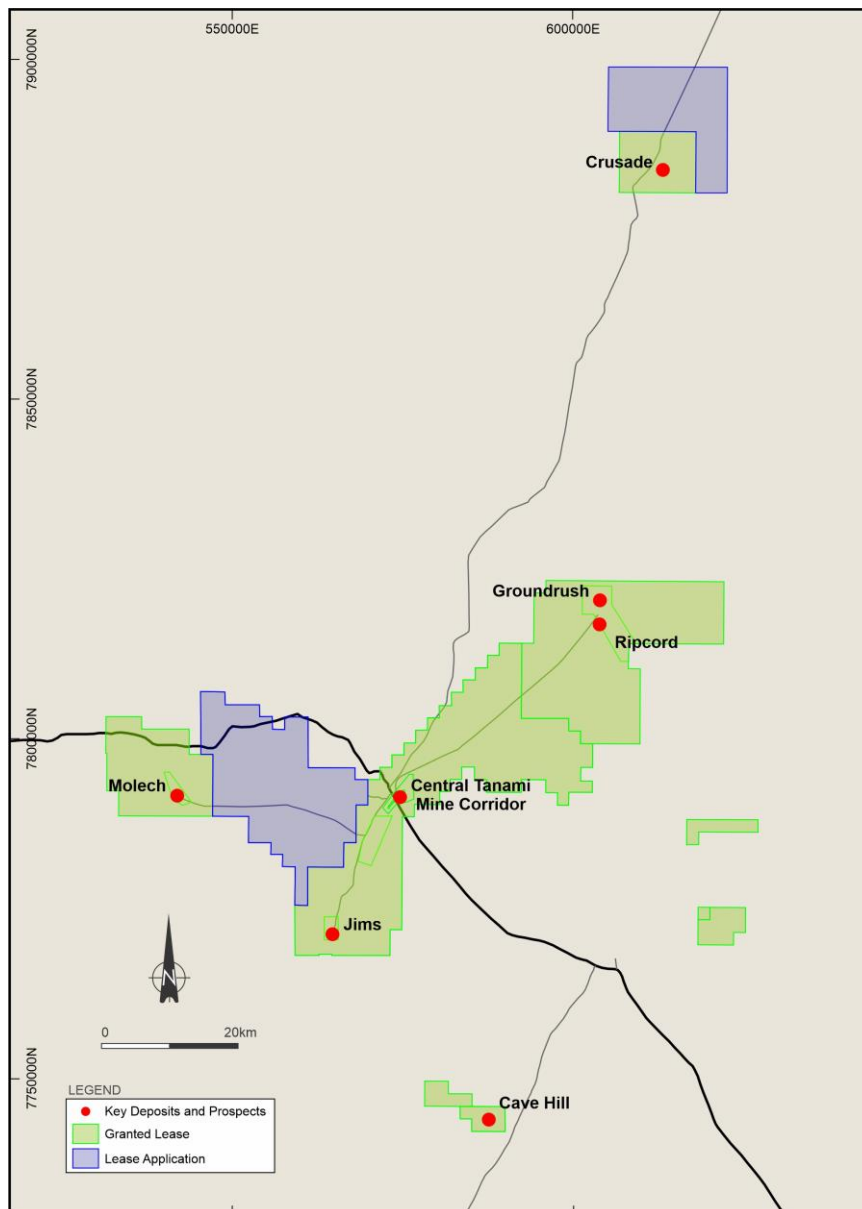 550000E
600000E
7900000N
Crusade
7850000N
Groundrush
Ripcord
7800000N
Molech
Central Tanami
Mine Corridor
Jims
N
0
20km
7750000N
Cave Hill
LEGEND
Key Deposits and Prospects
Granted Lease
Lease Application